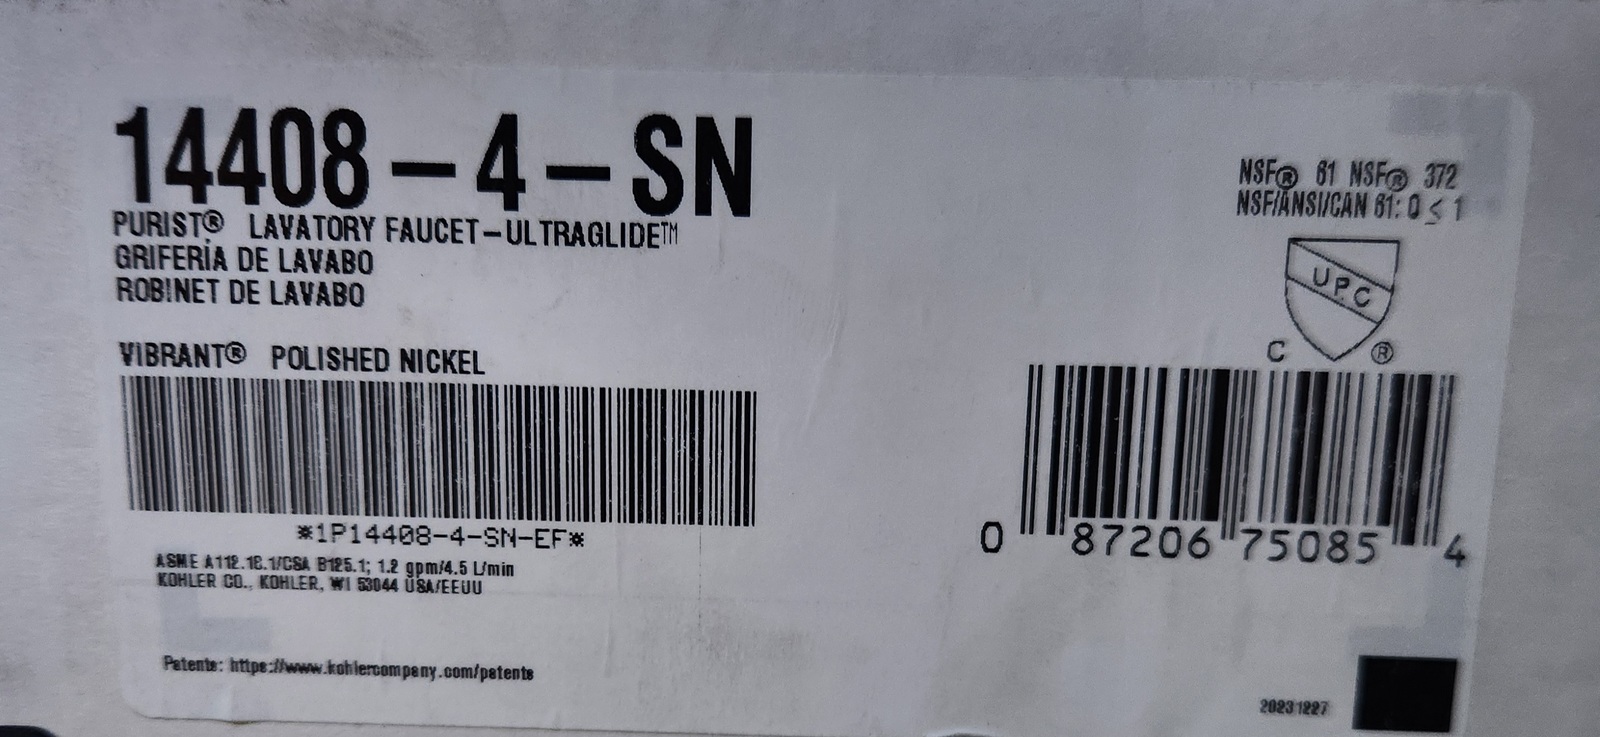 14408-4-SN
PURIST® LAVATORY FAUCET-ULTRAGLIDE™
GRIFERÍA DE LAVABO
ROBINET DE LAVABO
VIBRANT® POLISHED NICKEL
*1P14408-4-SN-EF*
ASME A112.18.1/CSA B125.1; 1.2 gpm/4.5 L/min
KOHLER CO., KOHLER, WI 53044 USA/EEUU
Patents: https://www.kohlercompany.com/patents
NSF® 61 NSF® 372
NSF/ANSI/CAN 61: Q ≤ 1
UPC
C ®
0 87206 75085 4
20231227